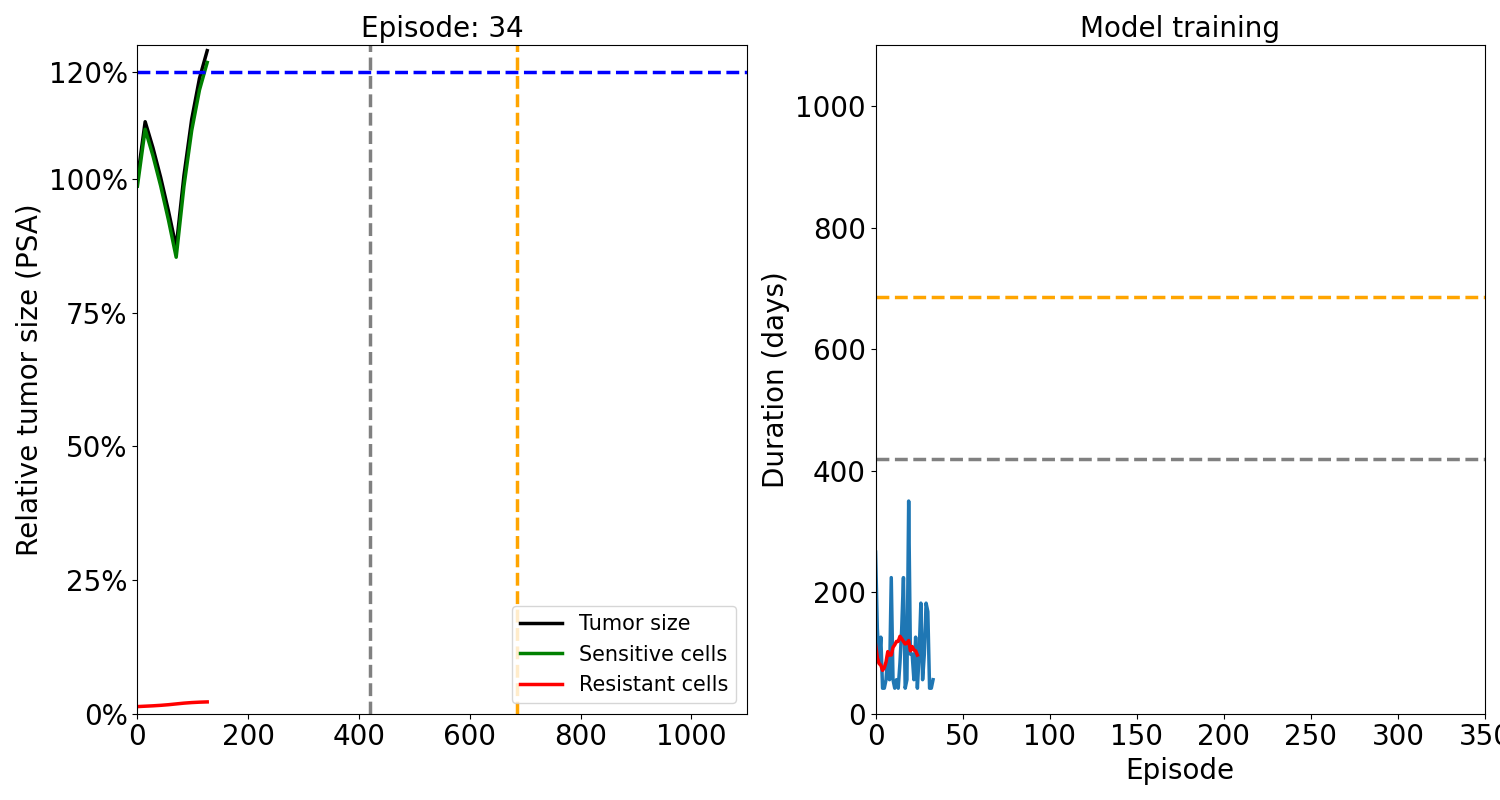 Episode: 34
Relative tumor size (PSA)
120%
100%
75%
50%
25%
0%
0 200 400 600 800 1000
Tumor size
Sensitive cells
Resistant cells
Model training
Duration (days)
1000
800
600
400
200
0
0 50 100 150 200 250 300 350
Episode